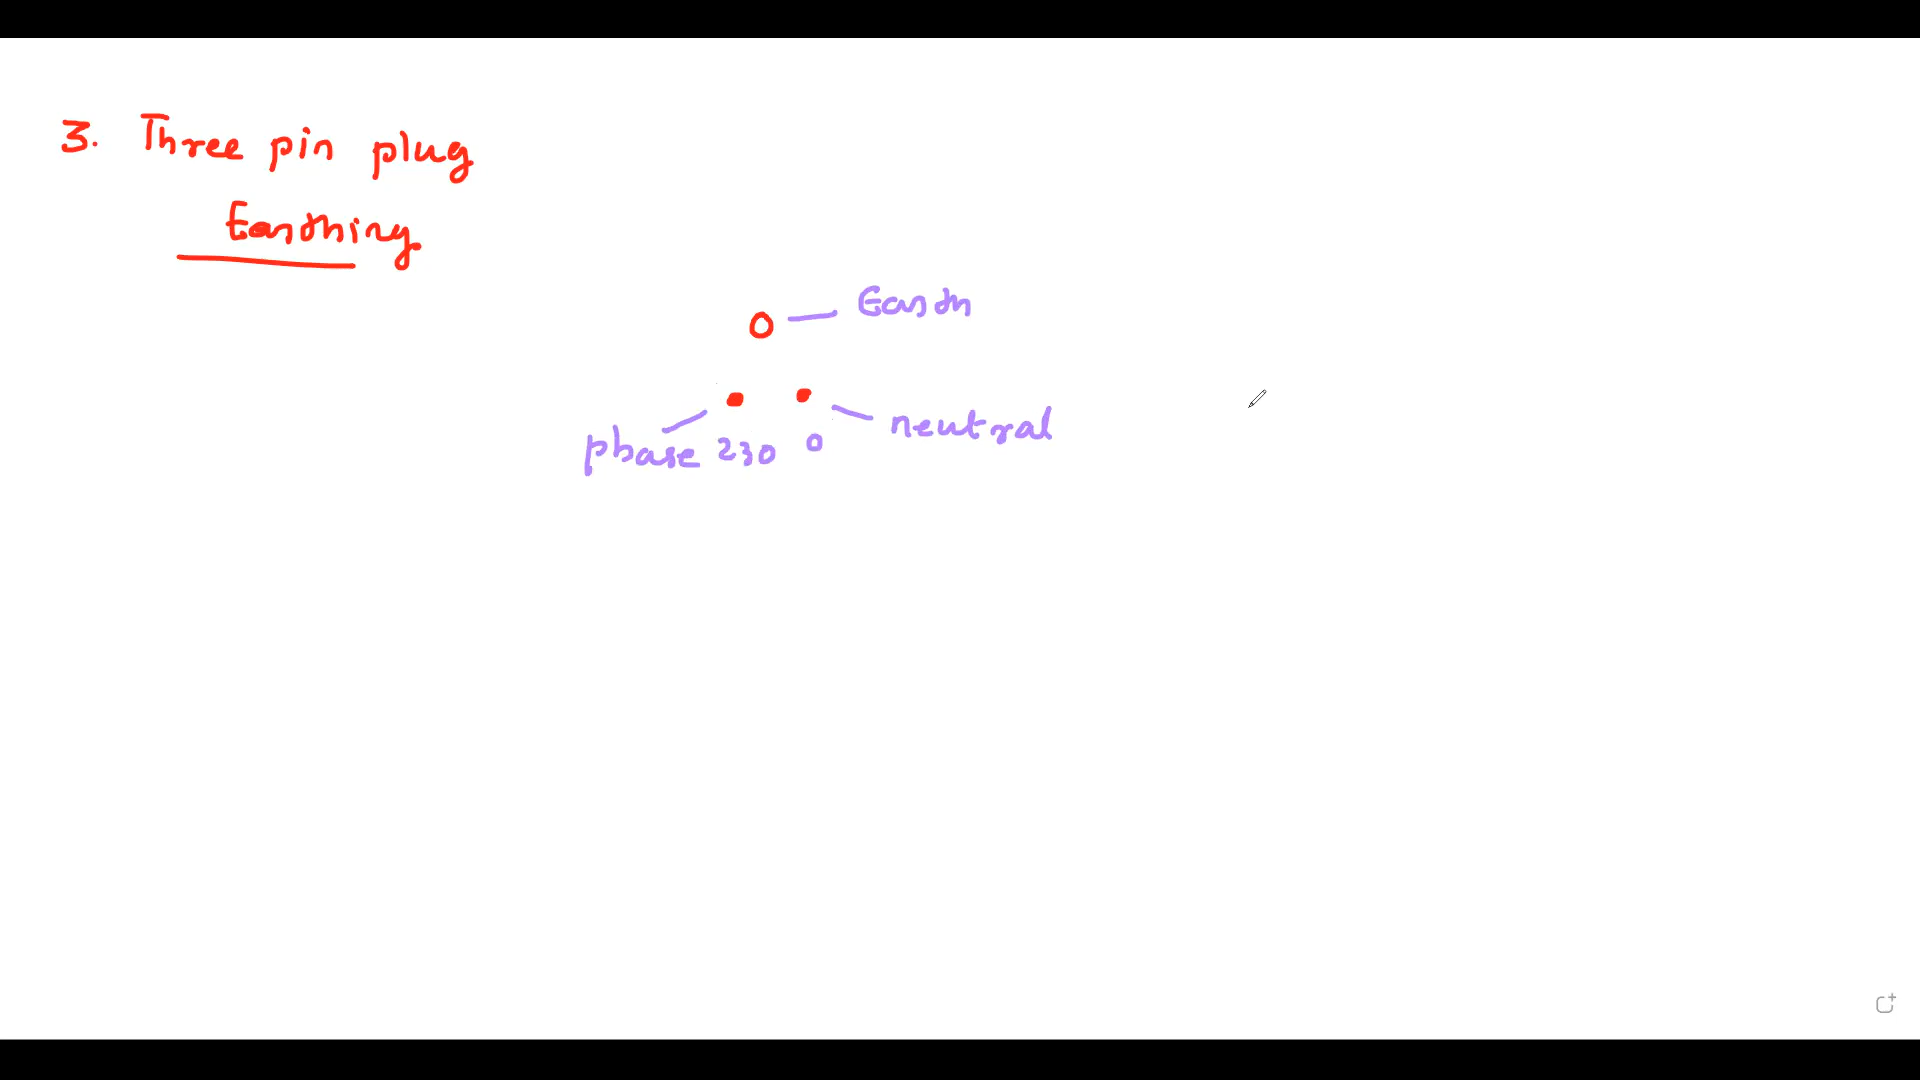 3. Three pin plug
Earthing
Earth
neutral
phase 230 0